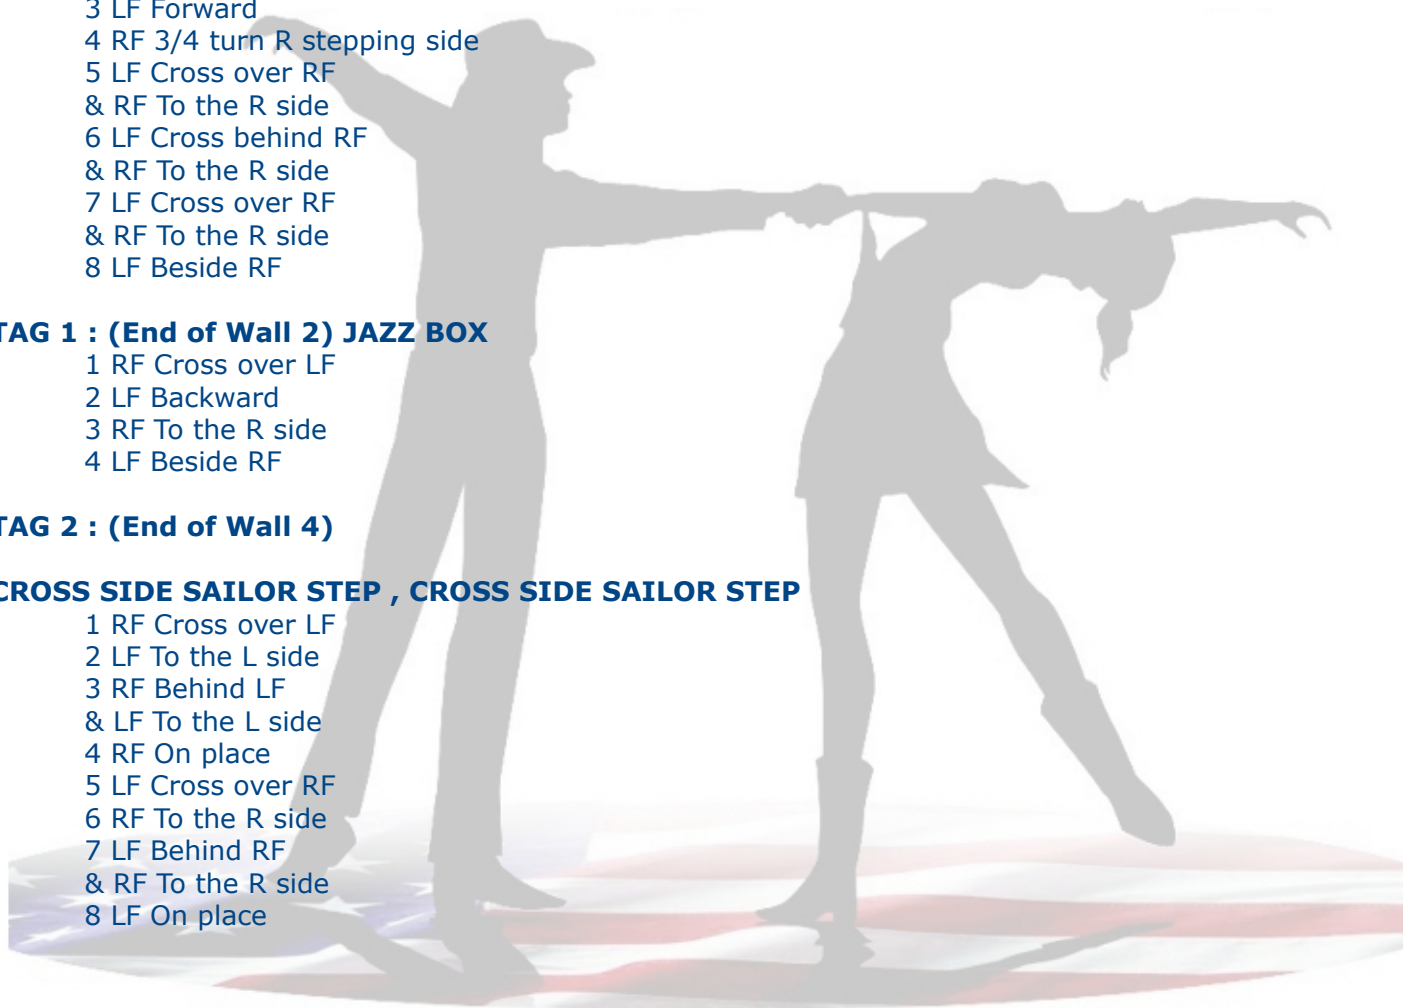 3 LF Forward
4 RF 3/4 turn R stepping side
5 LF Cross over RF
& RF To the R side
6 LF Cross behind RF
& RF To the R side
7 LF Cross over RF
& RF To the R side
8 LF Beside RF
TAG 1 : (End of Wall 2) JAZZ BOX
1 RF Cross over LF
2 LF Backward
3 RF To the R side
4 LF Beside RF
TAG 2 : (End of Wall 4)
CROSS SIDE SAILOR STEP , CROSS SIDE SAILOR STEP
1 RF Cross over LF
2 LF To the L side
3 RF Behind LF
& LF To the L side
4 RF On place
5 LF Cross over RF
6 RF To the R side
7 LF Behind RF
& RF To the R side
8 LF On place